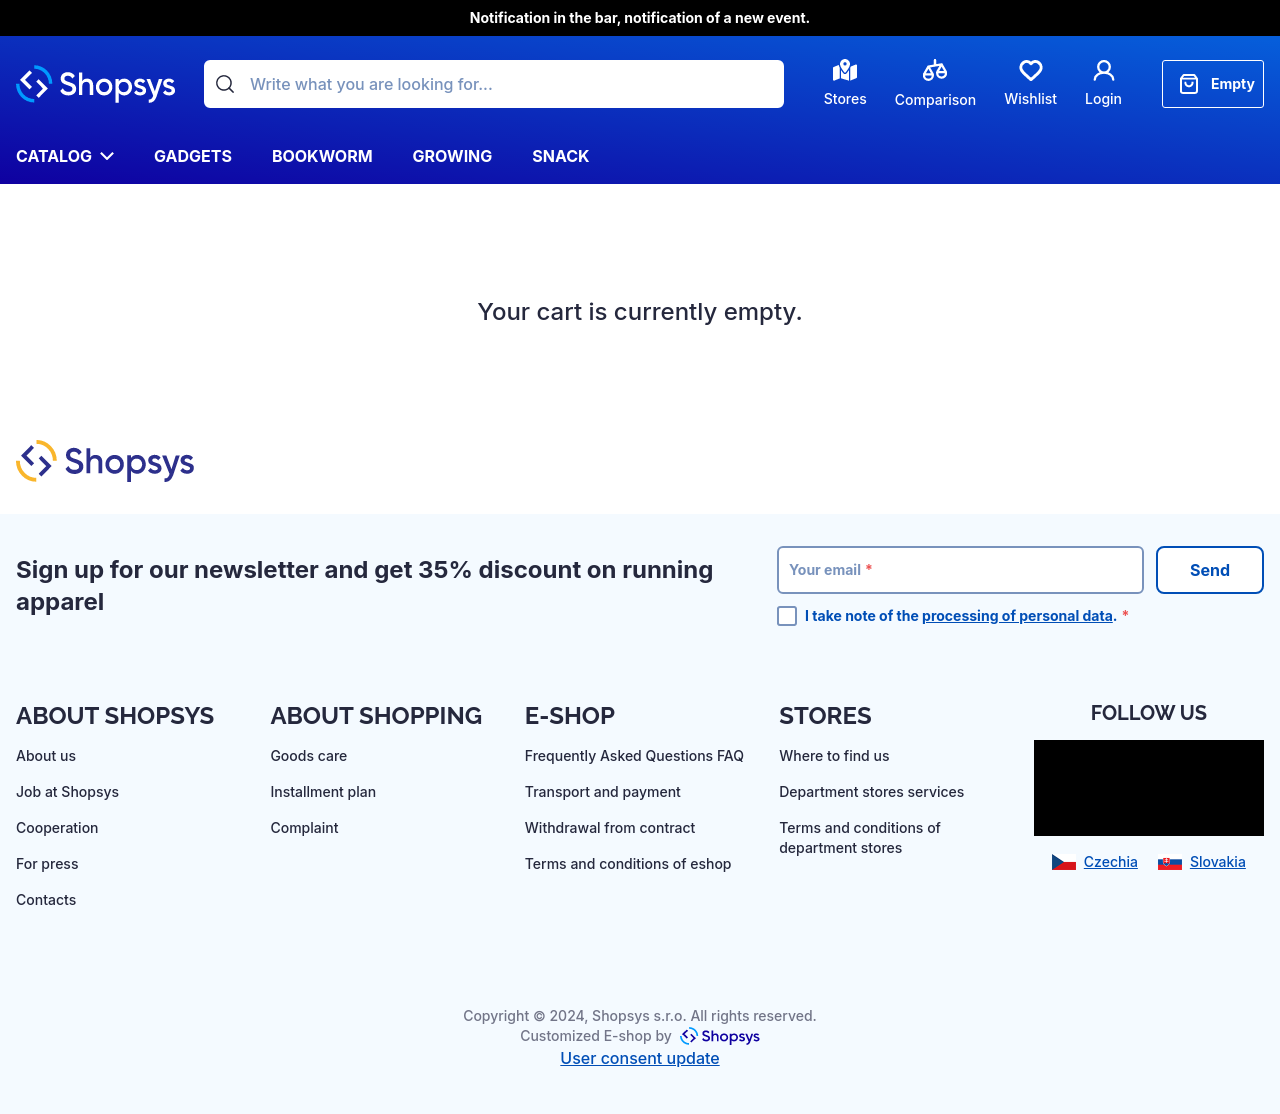 Notification in the bar, notification of a new event.
Shopsys
Write what you are looking for...
Stores
Comparison
Wishlist
Login
Empty
CATALOG
GADGETS
BOOKWORM
GROWING
SNACK
Your cart is currently empty.
Shopsys
Sign up for our newsletter and get 35% discount on running
apparel
Your email *
Send
I take note of the processing of personal data. *
ABOUT SHOPSYS
About us
Job at Shopsys
Cooperation
For press
Contacts
ABOUT SHOPPING
Goods care
Installment plan
Complaint
E-SHOP
Frequently Asked Questions FAQ
Transport and payment
Withdrawal from contract
Terms and conditions of eshop
STORES
Where to find us
Department stores services
Terms and conditions of
department stores
FOLLOW US
Czechia
Slovakia
Copyright © 2024, Shopsys s.r.o. All rights reserved.
Customized E-shop by Shopsys
User consent update